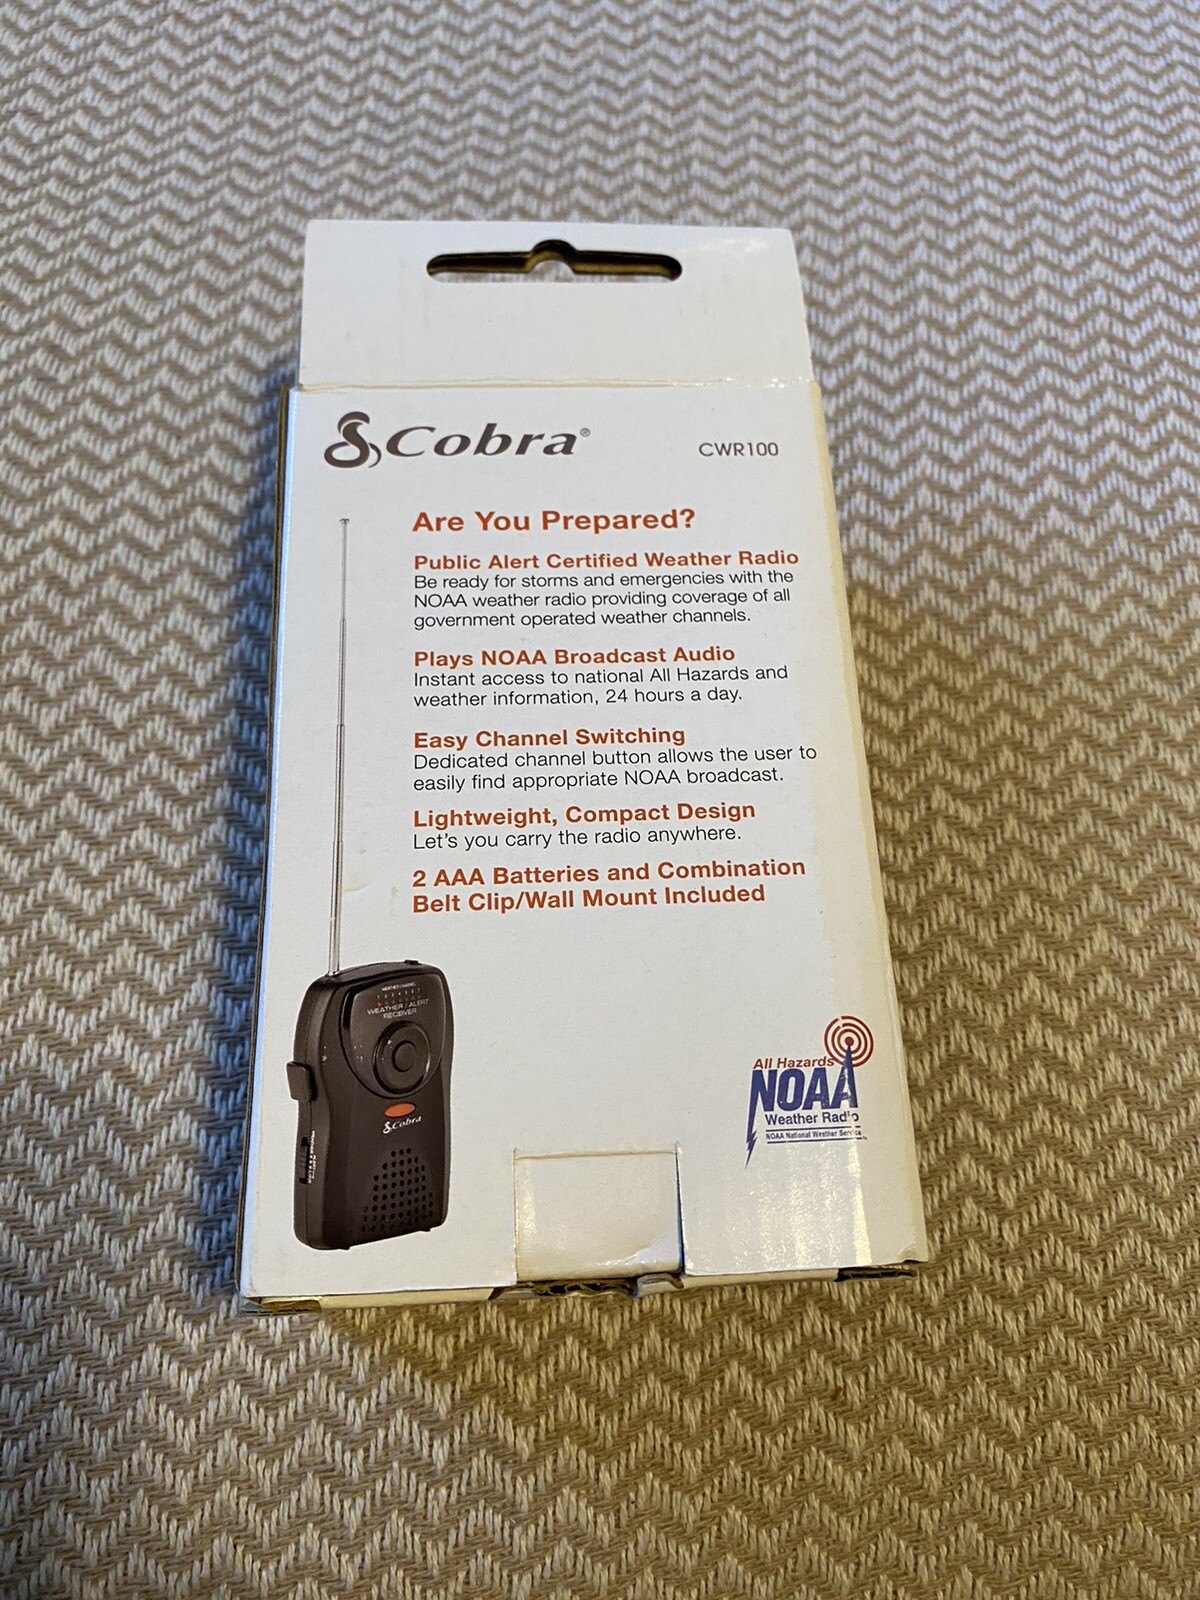 Cobra®
CWR100
Are You Prepared?
Public Alert Certified Weather Radio
Be ready for storms and emergencies with the
NOAA weather radio providing coverage of all
government operated weather channels.
Plays NOAA Broadcast Audio
Instant access to national All Hazards and
weather information, 24 hours a day.
Easy Channel Switching
Dedicated channel button allows the user to
easily find appropriate NOAA broadcast.
Lightweight, Compact Design
Let's you carry the radio anywhere.
2 AAA Batteries and Combination
Belt Clip/Wall Mount Included
WEATHER CHANNEL
WEATHER / ALERT
RECEIVER
Cobra
All Hazards
NOAA
Weather Radio
NOAA National Weather Service